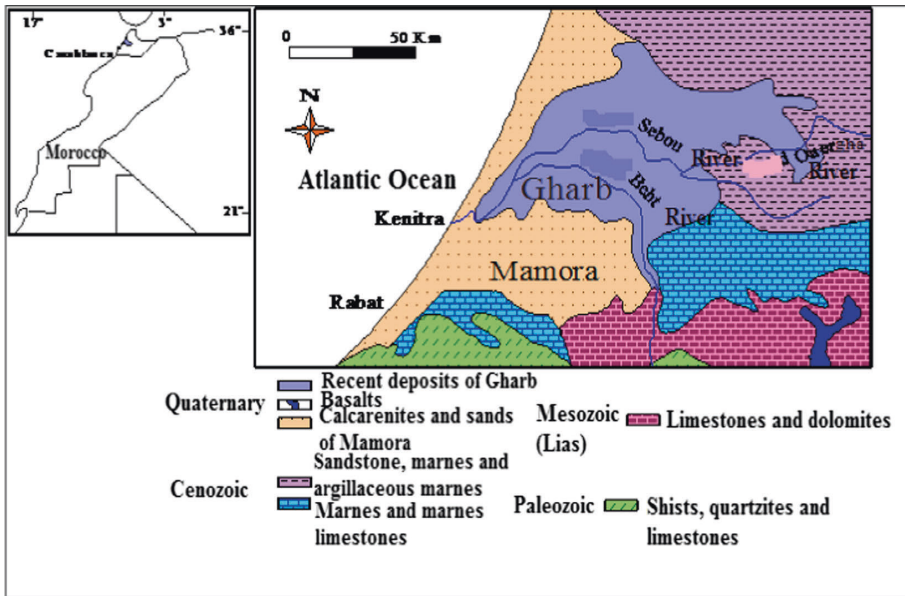 17°
3°
36°
Casablanca
Morocco
21°
0 50 Km
N
Atlantic Ocean
Sebou
River
River
Beht
Gharb
River
Kenitra
Mamora
Rabat
Quaternary
Recent deposits of Gharb
Basalts
Calcarenites and sands
of Mamora
Cenozoic
Sandstone, marnes and
argillaceous marnes
Marnes and marnes
limestones
Mesozoic
(Lias)
Limestones and dolomites
Paleozoic
Shists, quartzites and
limestones